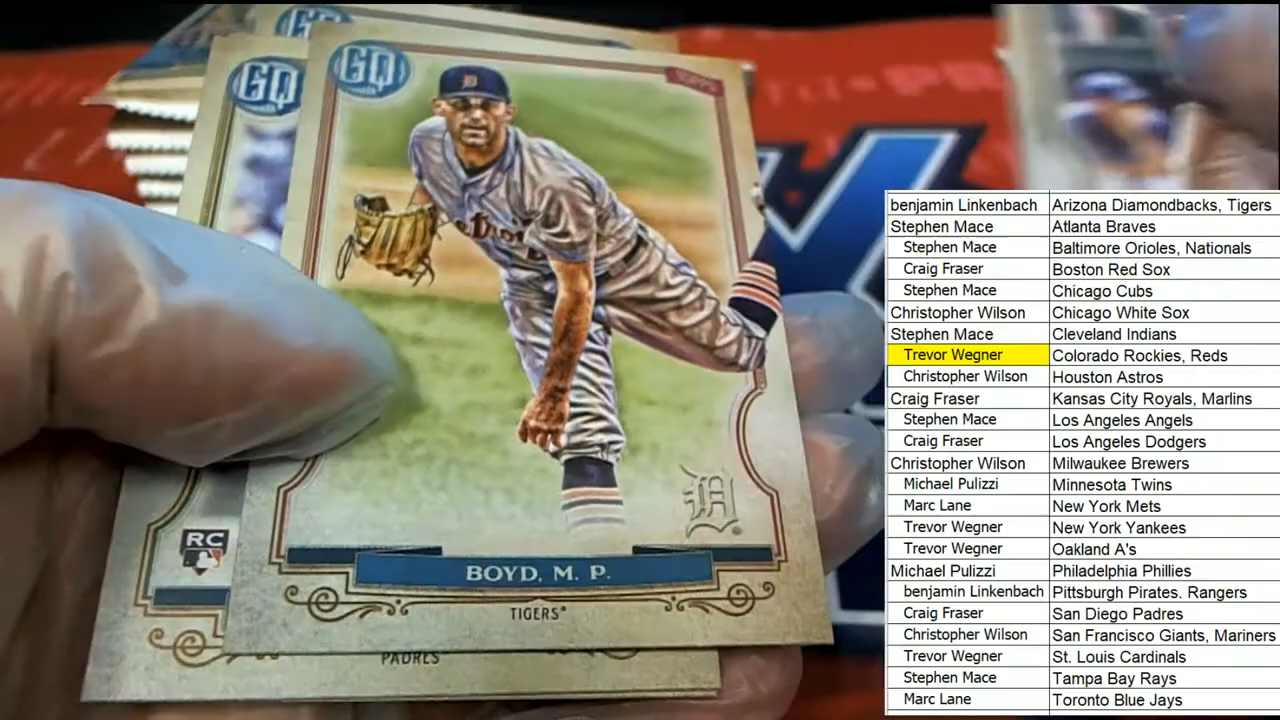 GQ
GQ
TOPPS
Detroit
D
RC
BOYD, M. P.
TIGERS
PADRES
benjamin Linkenbach Arizona Diamondbacks, Tigers
Stephen Mace Atlanta Braves
Stephen Mace Baltimore Orioles, Nationals
Craig Fraser Boston Red Sox
Stephen Mace Chicago Cubs
Christopher Wilson Chicago White Sox
Stephen Mace Cleveland Indians
Trevor Wegner Colorado Rockies, Reds
Christopher Wilson Houston Astros
Craig Fraser Kansas City Royals, Marlins
Stephen Mace Los Angeles Angels
Craig Fraser Los Angeles Dodgers
Christopher Wilson Milwaukee Brewers
Michael Pulizzi Minnesota Twins
Marc Lane New York Mets
Trevor Wegner New York Yankees
Trevor Wegner Oakland A's
Michael Pulizzi Philadelphia Phillies
benjamin Linkenbach Pittsburgh Pirates. Rangers
Craig Fraser San Diego Padres
Christopher Wilson San Francisco Giants, Mariners
Trevor Wegner St. Louis Cardinals
Stephen Mace Tampa Bay Rays
Marc Lane Toronto Blue Jays